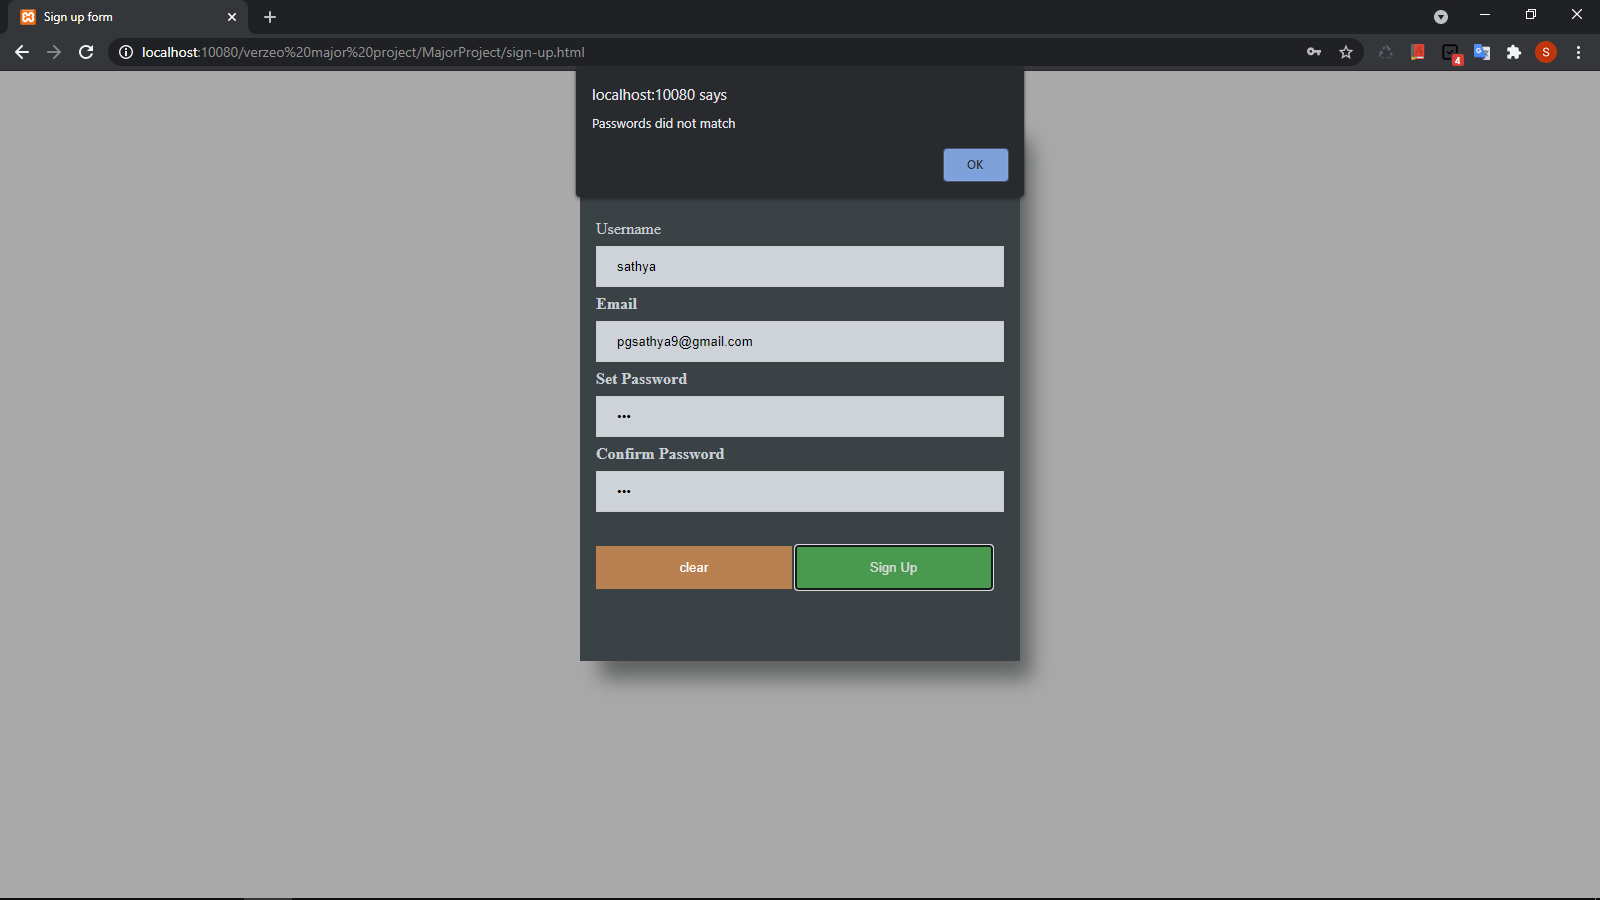 Sign up form
localhost:10080/verzeo%20major%20project/MajorProject/sign-up.html
4
S
localhost:10080 says
Passwords did not match
OK
Username
sathya
Email
pgsathya9@gmail.com
Set Password
•••
Confirm Password
•••
clear
Sign Up